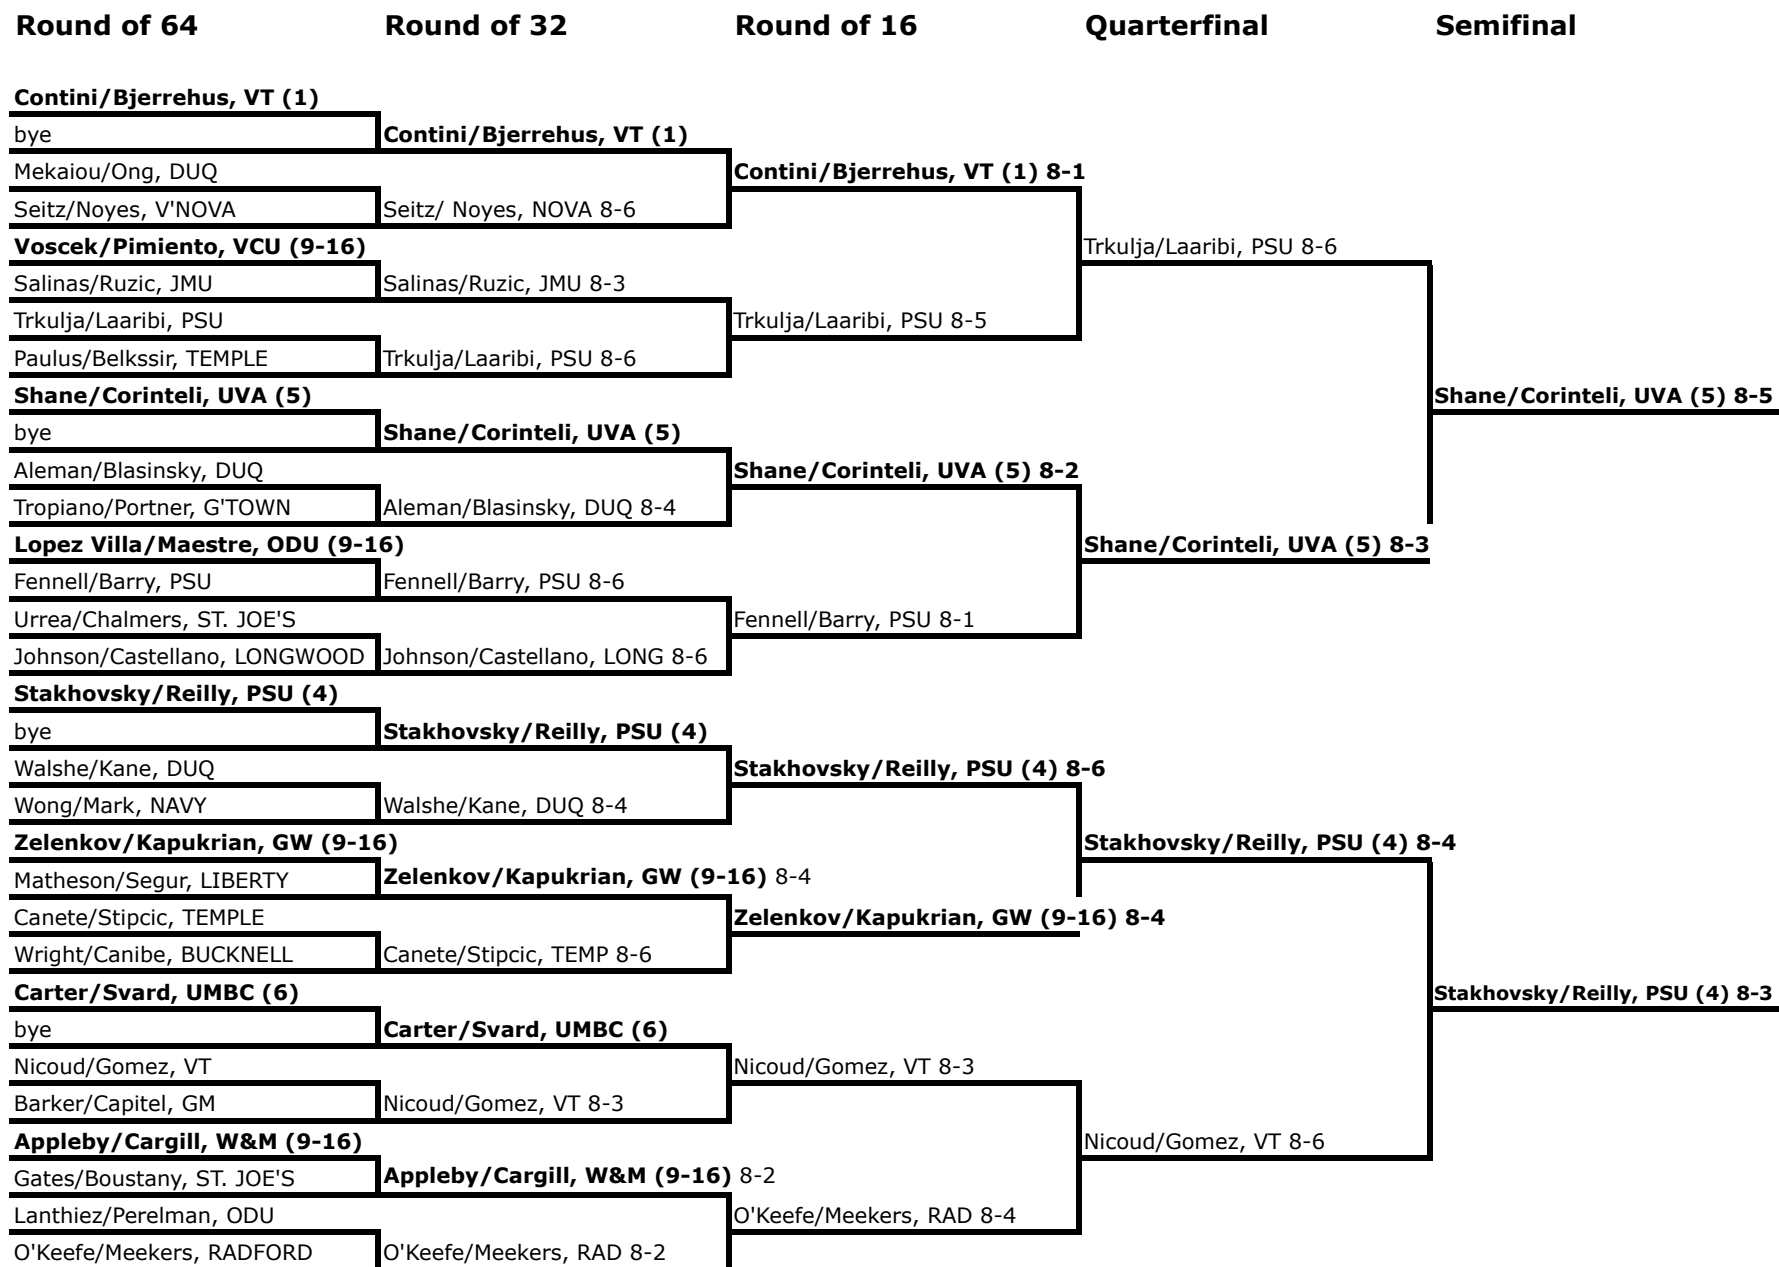 Round of 64 Round of 32 Round of 16 Quarterfinal Semifinal
Contini/Bjerrehus, VT (1)
bye Contini/Bjerrehus, VT (1)
Mekaiou/Ong, DUQ Contini/Bjerrehus, VT (1) 8-1
Seitz/Noyes, V'NOVA Seitz/ Noyes, NOVA 8-6
Voscek/Pimiento, VCU (9-16) Trkulja/Laaribi, PSU 8-6
Salinas/Ruzic, JMU Salinas/Ruzic, JMU 8-3
Trkulja/Laaribi, PSU Trkulja/Laaribi, PSU 8-5
Paulus/Belkssir, TEMPLE Trkulja/Laaribi, PSU 8-6
Shane/Corinteli, UVA (5) Shane/Corinteli, UVA (5) 8-5
bye Shane/Corinteli, UVA (5)
Aleman/Blasinsky, DUQ Shane/Corinteli, UVA (5) 8-2
Tropiano/Portner, G'TOWN Aleman/Blasinsky, DUQ 8-4
Lopez Villa/Maestre, ODU (9-16) Shane/Corinteli, UVA (5) 8-3
Fennell/Barry, PSU Fennell/Barry, PSU 8-6
Urrea/Chalmers, ST. JOE'S Fennell/Barry, PSU 8-1
Johnson/Castellano, LONGWOOD Johnson/Castellano, LONG 8-6
Stakhovsky/Reilly, PSU (4)
bye Stakhovsky/Reilly, PSU (4)
Walshe/Kane, DUQ Stakhovsky/Reilly, PSU (4) 8-6
Wong/Mark, NAVY Walshe/Kane, DUQ 8-4
Zelenkov/Kapukrian, GW (9-16) Stakhovsky/Reilly, PSU (4) 8-4
Matheson/Segur, LIBERTY Zelenkov/Kapukrian, GW (9-16) 8-4
Canete/Stipcic, TEMPLE Zelenkov/Kapukrian, GW (9-16) 8-4
Wright/Canibe, BUCKNELL Canete/Stipcic, TEMP 8-6
Carter/Svard, UMBC (6) Stakhovsky/Reilly, PSU (4) 8-3
bye Carter/Svard, UMBC (6)
Nicoud/Gomez, VT Nicoud/Gomez, VT 8-3
Barker/Capitel, GM Nicoud/Gomez, VT 8-3
Appleby/Cargill, W&M (9-16) Nicoud/Gomez, VT 8-6
Gates/Boustany, ST. JOE'S Appleby/Cargill, W&M (9-16) 8-2
Lanthiez/Perelman, ODU O'Keefe/Meekers, RAD 8-4
O'Keefe/Meekers, RADFORD O'Keefe/Meekers, RAD 8-2